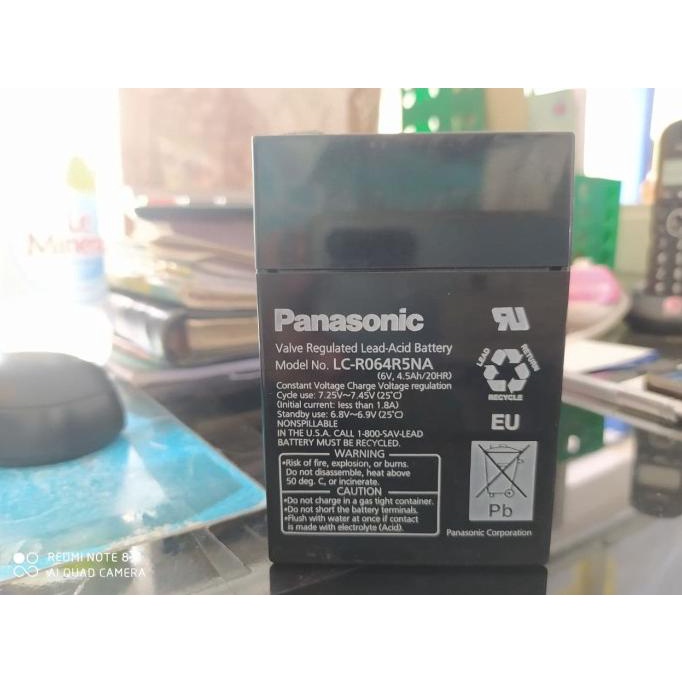 Panasonic
Valve Regulated Lead-Acid Battery
Model No. LC-R064R5NA
(6V, 4.5Ah/20HR)
Constant Voltage Charge Voltage regulation
Cycle use: 7.25V~7.45V (25℃)
(Initial current: less than 1.8A)
Standby use: 6.8V~6.9V (25℃)
NONSPILLABLE
IN THE U.S.A. CALL 1-800-SAV-LEAD
BATTERY MUST BE RECYCLED.
WARNING
•Risk of fire, explosion, or burns.
Do not disassemble, heat above
50 deg. C, or incinerate.
CAUTION
•Do not charge in a gas tight container.
•Do not short the battery terminals.
•Flush with water at once if contact
is made with electrolyte (Acid).
LEAD
RETURN
RECYCLE
EU
Pb
Panasonic Corporation
REDMI NOTE 8
AI QUAD CAMERA